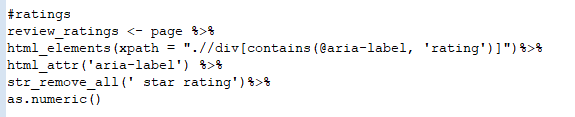 #ratings
review_ratings <- page %>%
html_elements(xpath = ".//div[contains(@aria-label, 'rating')]")%>%
html_attr('aria-label') %>%
str_remove_all(' star rating')%>%
as.numeric()